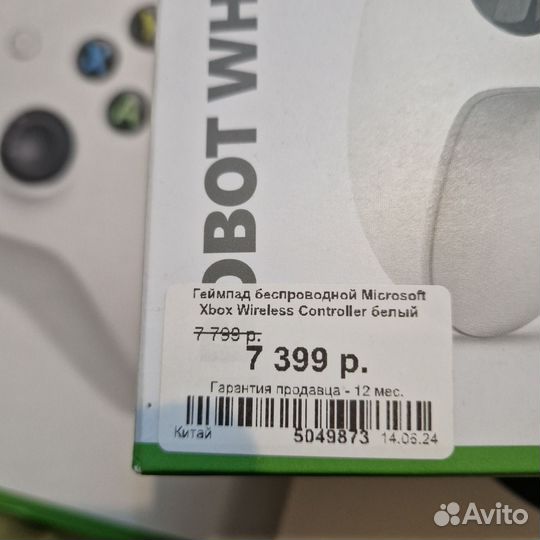 OBOT WH
Геймпад беспроводной Microsoft
Xbox Wireless Controller белый
7 799 р.
7 399 р.
Гарантия продавца - 12 мес.
Китай
5049873 14.06.24
X
Y
A
Avito